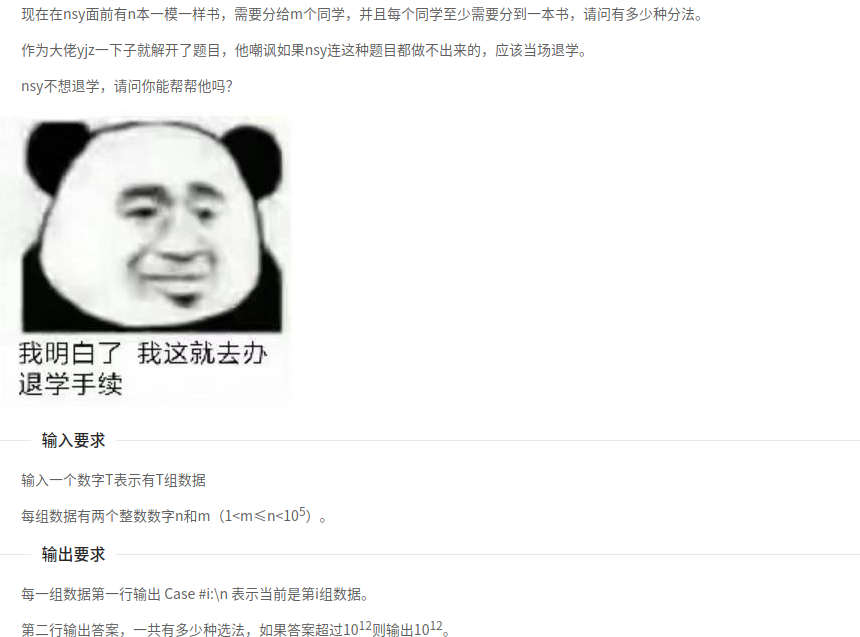 现在在nsy面前有n本一模一样书，需要分给m个同学，并且每个同学至少需要分到一本书，请问有多少种分法。
作为大佬yjz一下子就解开了题目，他嘲讽如果nsy连这种题目都做不出来的，应该当场退学。
nsy不想退学，请问你能帮帮他吗？
我明白了 我这就去办
退学手续
输入要求
输入一个数字T表示有T组数据
每组数据有两个整数数字n和m（1<m⩽n<10⁵）。
输出要求
每一组数据第一行输出 Case #i:\n 表示当前是第i组数据。
第二行输出答案，一共有多少种选法，如果答案超过10¹²则输出10¹²。